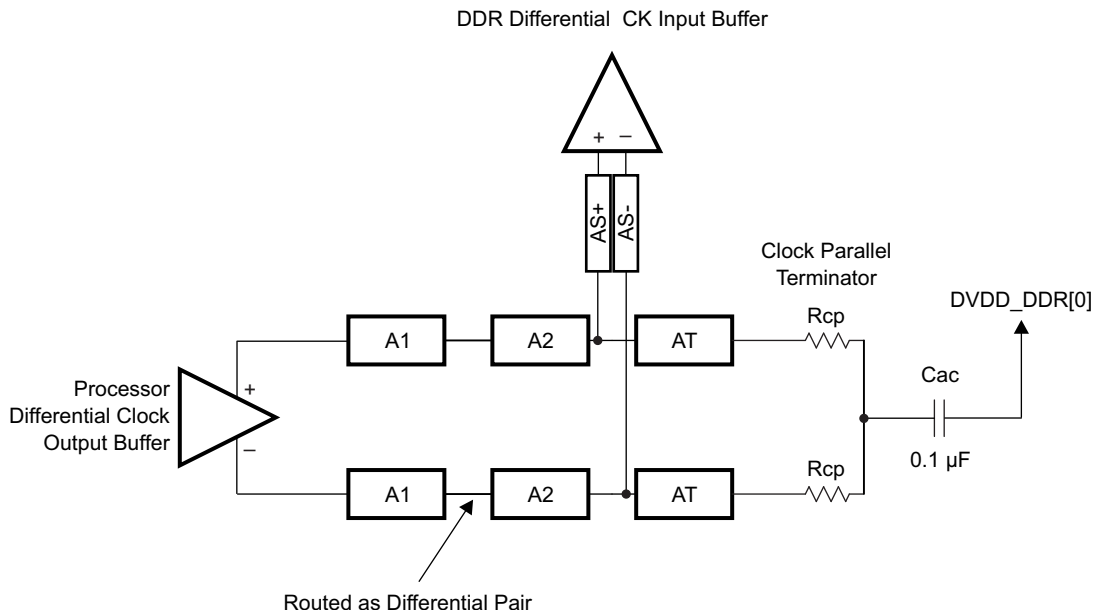 DDR Differential CK Input Buffer
+ −
AS+ AS-
Clock Parallel
Terminator
DVDD_DDR[0]
Rcp
A1 A2 AT
Cac
Processor
Differential Clock
Output Buffer
+
−
0.1 µF
Rcp
A1 A2 AT
Routed as Differential Pair